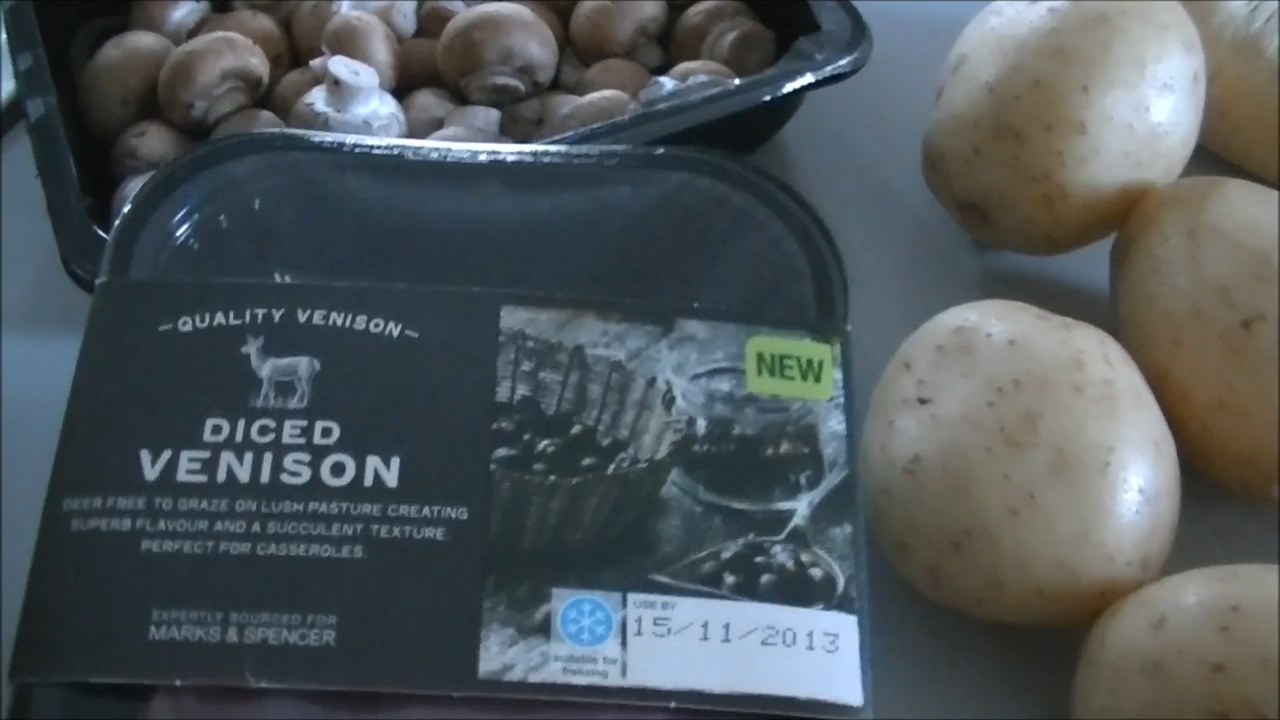 -QUALITY VENISON-
DICED
VENISON
DEER FREE TO GRAZE ON LUSH PASTURE CREATING
SUPERB FLAVOUR AND A SUCCULENT TEXTURE.
PERFECT FOR CASSEROLES.
EXPERTLY SOURCED FOR
MARKS & SPENCER
NEW
suitable for
freezing
USE BY
15/11/2013